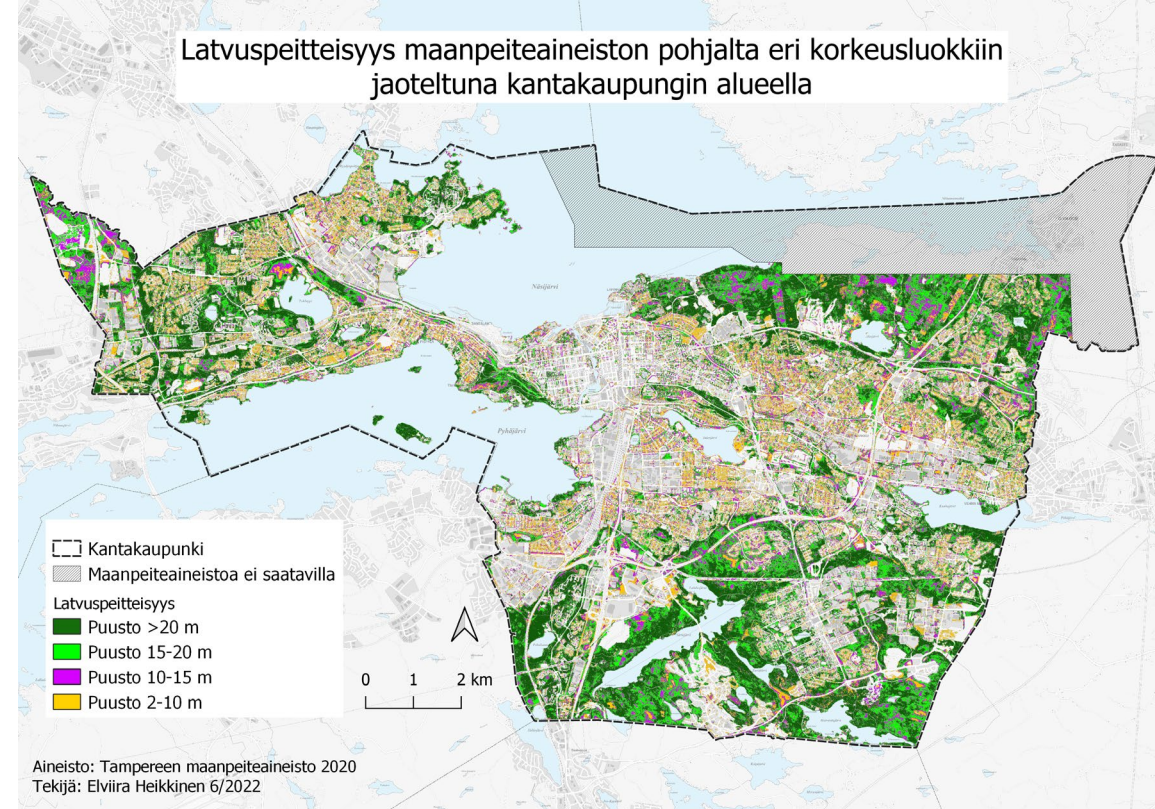 Latvuspeitteisyys maanpeiteaineiston pohjalta eri korkeusluokkiin
jaoteltuna kantakaupungin alueella
Näsijärvi
Pyhäjärvi
Kantakaupunki
Maanpeiteaineistoa ei saatavilla
Latvuspeitteisyys
Puusto >20 m
Puusto 15-20 m
Puusto 10-15 m
Puusto 2-10 m
0 1 2 km
Aineisto: Tampereen maanpeiteaineisto 2020
Tekijä: Elviira Heikkinen 6/2022